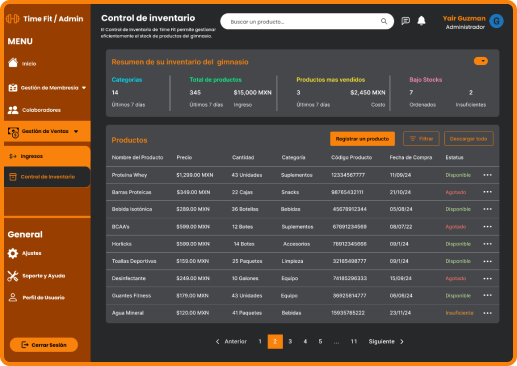 Time Fit / Admin
MENU
Inicio
Gestión de Membresía
Colaboradores
Gestión de Ventas
Ingresos
Control de Inventario
General
Ajustes
Soporte y Ayuda
Perfil de Usuario
Cerrar Sesión
Control de inventario
El Control de inventario de Time Fit permite gestionar
eficientemente el stock de productos del gimnasio.
Buscar un producto...
Yair Guzman
Administrador
G
Resumen de su inventario del gimnasio
Categorías Total de productos Productos mas vendidos Bajo Stocks
14 345 $15,000 MXN 3 $2,450 MXN 7 2
Últimos 7 días Últimos 7 días Ingreso Últimos 7 días Costo Ordenados Insuficientes
Productos Registrar un producto Filtrar Descargar todo
Nombre del Producto Precio Cantidad Categoría Código Producto Fecha de Compra Estatus
Proteína Whey $1,299.00 MXN 43 Unidades Suplementos 12334567777 11/09/24 Disponible
Barras Proteicas $349.00 MXN 22 Cajas Snacks 98765432111 21/10/24 Agotado
Bebida Isotónica $289.00 MXN 36 Botellas Bebidas 45678912344 05/08/24 Disponible
BCAA's $599.00 MXN 12 Botes Suplementos 87891234569 08/07/22 Agotado
Horlicks $599.00 MXN 14 Botes Accesorios 78912345666 09/1/24 Disponible
Toallas Deportivas $159.00 MXN 25 Paquetes Limpieza 32165498777 09/1/24 Disponible
Desinfectante $249.00 MXN 10 Galones Equipo 74185296333 15/09/24 Agotado
Guantes Fitness $179.00 MXN 43 Unidades Equipo 36925814777 06/06/24 Disponible
Agua Mineral $120.00 MXN 41 Paquetes Bebidas 15935785222 23/11/24 Insuficiente
Anterior 1 2 3 4 5 ... 11 Siguiente